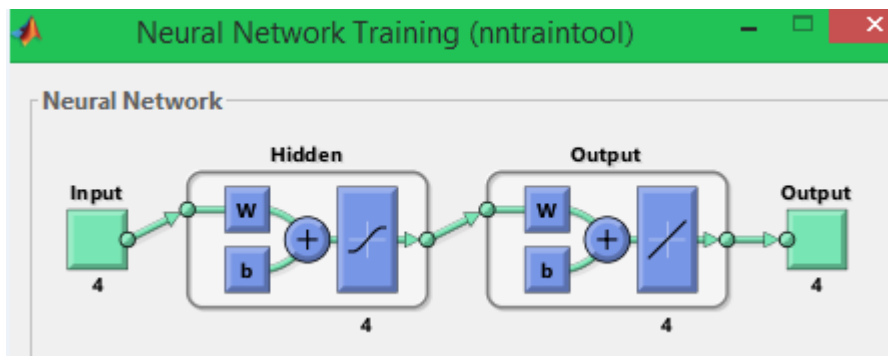 Neural Network Training (nntraintool)
Neural Network
Hidden
Output
Input
Output
W
W
+
+
b
b
4
4
4
4